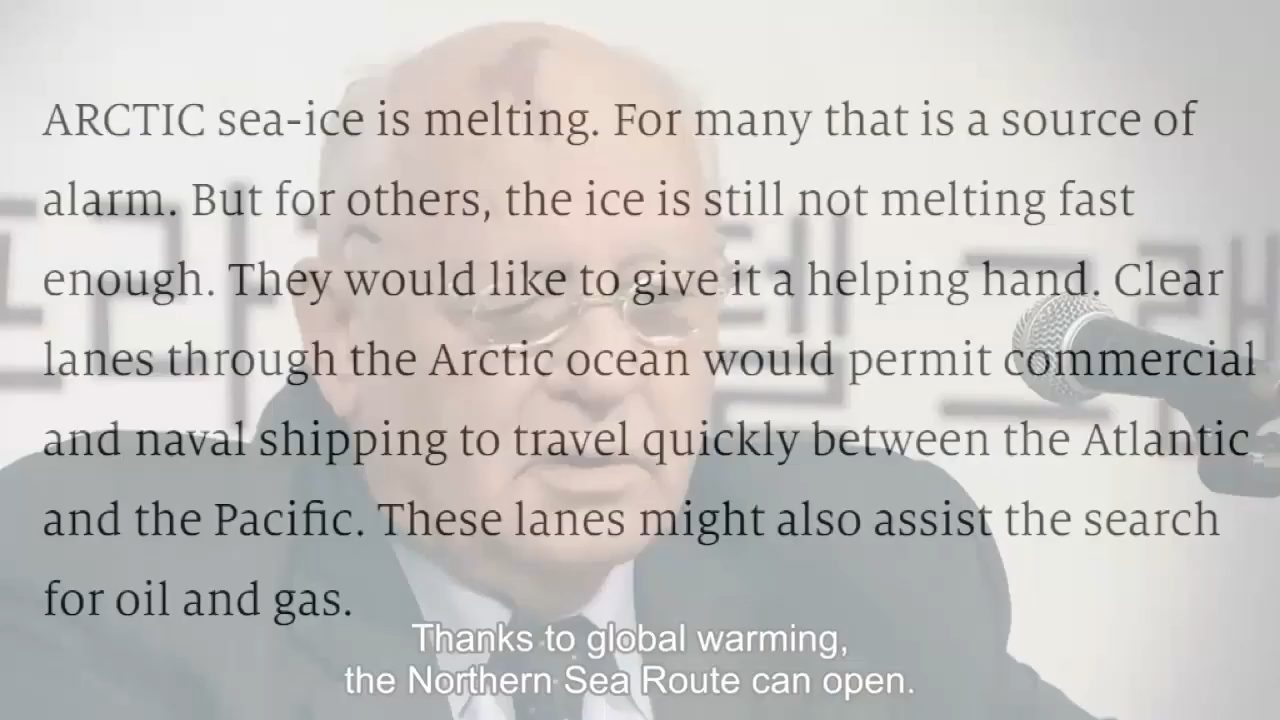 ARCTIC sea-ice is melting. For many that is a source of
alarm. But for others, the ice is still not melting fast
enough. They would like to give it a helping hand. Clear
lanes through the Arctic ocean would permit commercial
and naval shipping to travel quickly between the Atlantic
and the Pacific. These lanes might also assist the search
for oil and gas.
Thanks to global warming,
the Northern Sea Route can open.